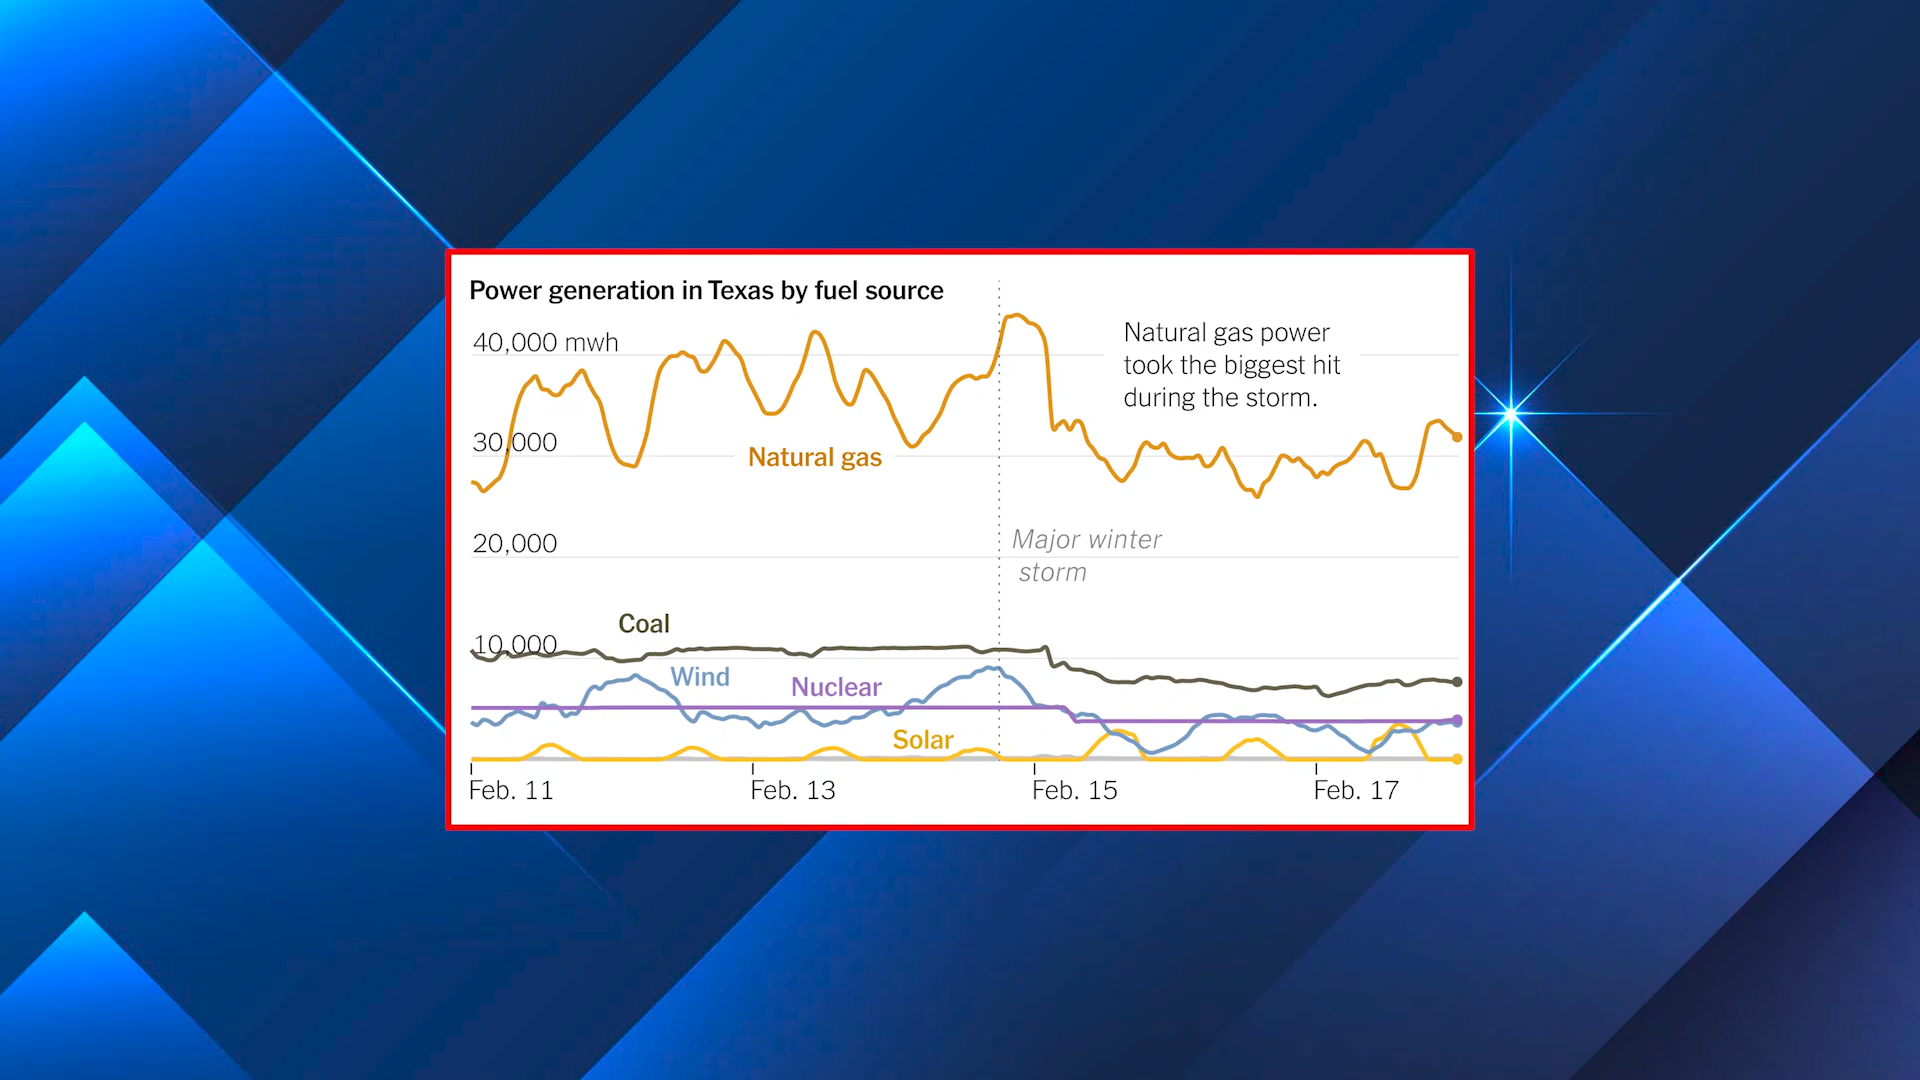 Power generation in Texas by fuel source
40,000 mwh
Natural gas power
took the biggest hit
during the storm.
30,000
Natural gas
20,000
Major winter
storm
Coal
10,000
Wind
Nuclear
Solar
Feb. 11
Feb. 13
Feb. 15
Feb. 17